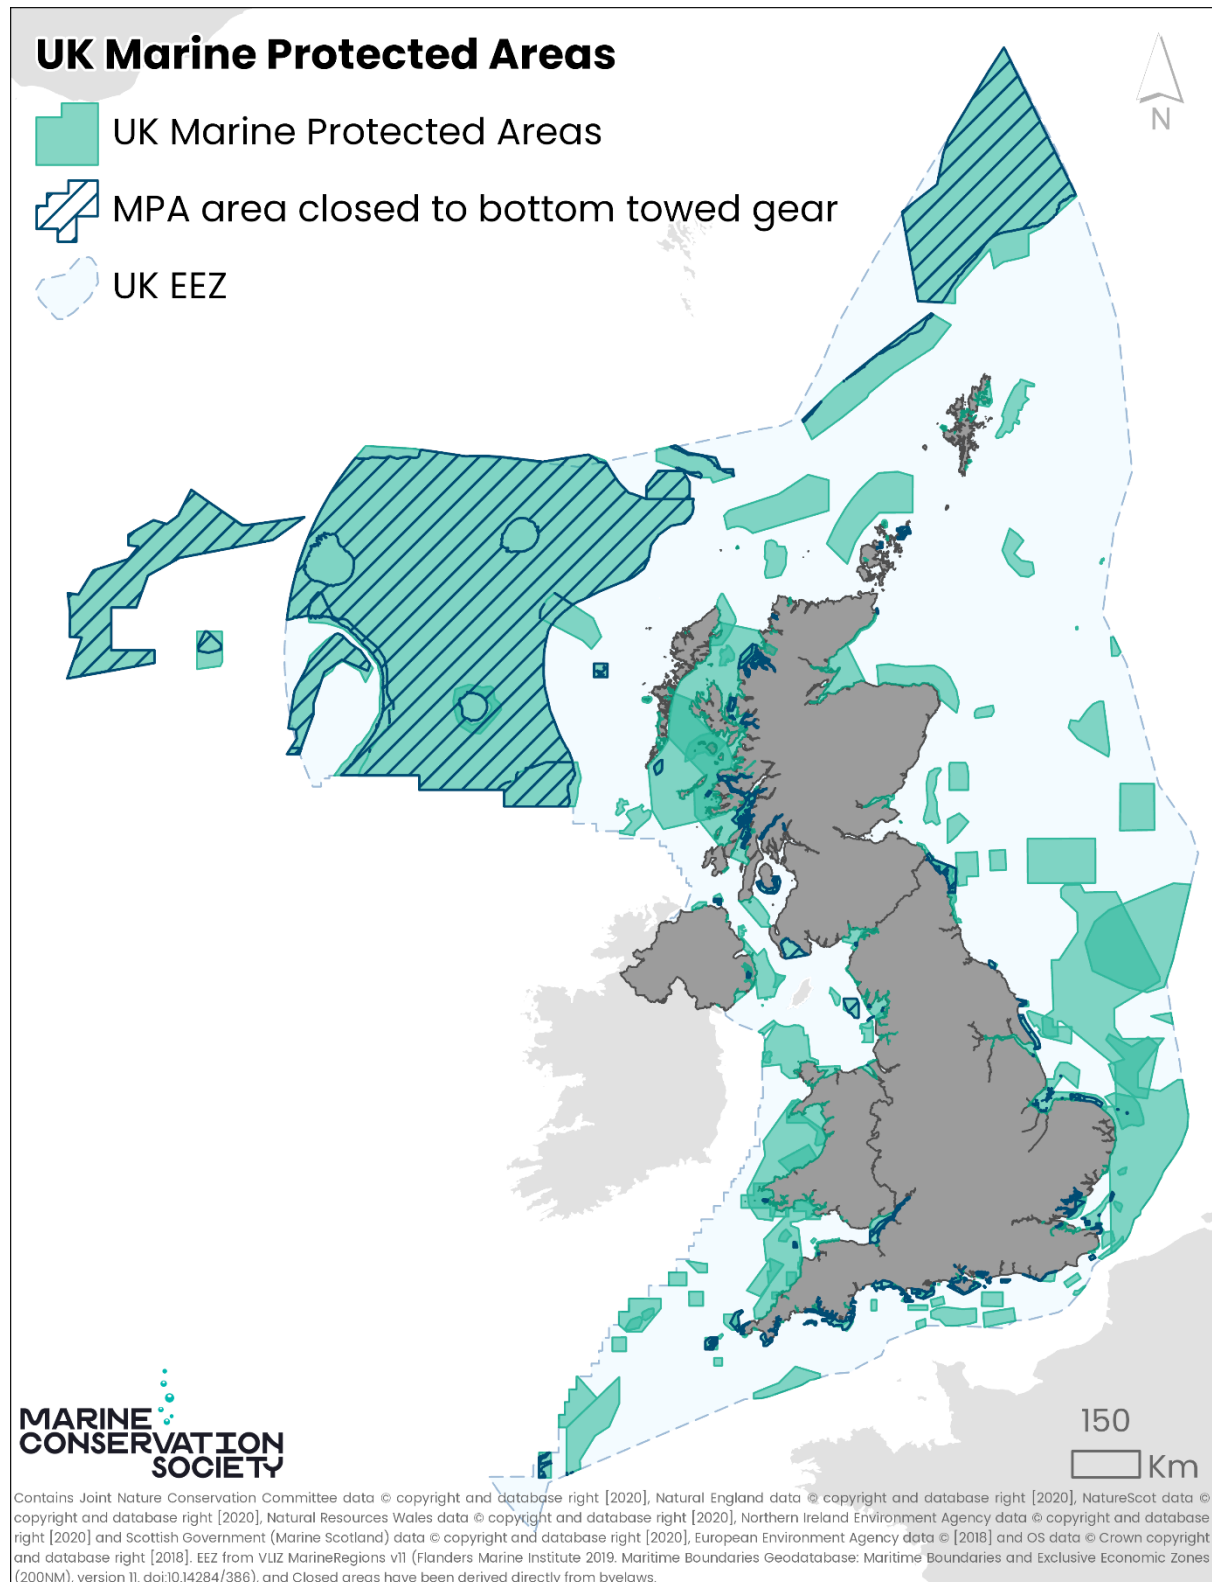 UK Marine Protected Areas
N
UK Marine Protected Areas
MPA area closed to bottom towed gear
UK EEZ
MARINE
CONSERVATION
SOCIETY
150
Km
Contains Joint Nature Conservation Committee data © copyright and database right [2020], Natural England data © copyright and database right [2020], NatureScot data ©
copyright and database right [2020], Natural Resources Wales data © copyright and database right [2020], Northern Ireland Environment Agency data © copyright and database
right [2020] and Scottish Government (Marine Scotland) data © copyright and database right [2020], European Environment Agency data © [2018] and OS data © Crown copyright
and database right [2018]. EEZ from VLIZ MarineRegions v11 (Flanders Marine Institute 2019. Maritime Boundaries Geodatabase: Maritime Boundaries and Exclusive Economic Zones
(200NM), version 11. doi:10.14284/386). and Closed areas have been derived directly from byelaws.